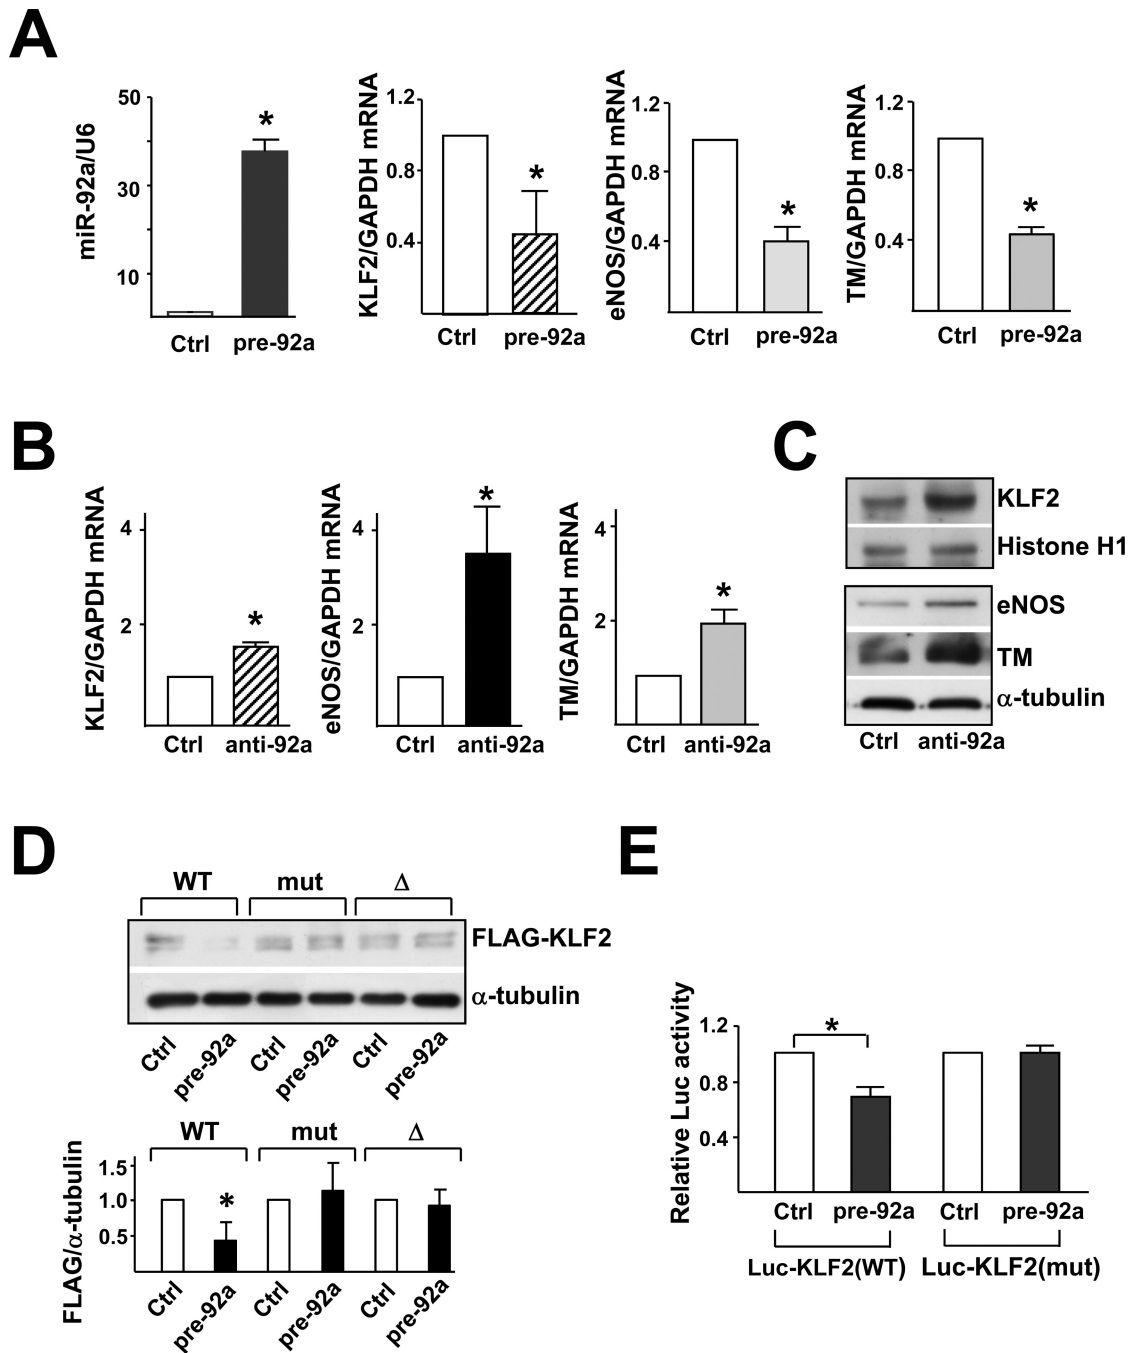 A
miR-92a/U6
50
30
10
*
Ctrl pre-92a
KLF2/GAPDH mRNA
1.2
0.8
0.4
*
Ctrl pre-92a
eNOS/GAPDH mRNA
1.2
0.8
0.4
*
Ctrl pre-92a
TM/GAPDH mRNA
1.2
0.8
0.4
*
Ctrl pre-92a
B
KLF2/GAPDH mRNA
4
2
*
Ctrl anti-92a
eNOS/GAPDH mRNA
4
2
*
Ctrl anti-92a
TM/GAPDH mRNA
4
2
*
Ctrl anti-92a
C
KLF2
Histone H1
eNOS
TM
α-tubulin
Ctrl anti-92a
D
WT mut Δ
FLAG-KLF2
α-tubulin
Ctrl pre-92a Ctrl pre-92a Ctrl pre-92a
WT mut Δ
FLAG/α-tubulin
1.5
1.0
0.5
*
Ctrl pre-92a Ctrl pre-92a Ctrl pre-92a
E
Relative Luc activity
1.2
0.8
0.4
*
Ctrl pre-92a Ctrl pre-92a
Luc-KLF2(WT) Luc-KLF2(mut)